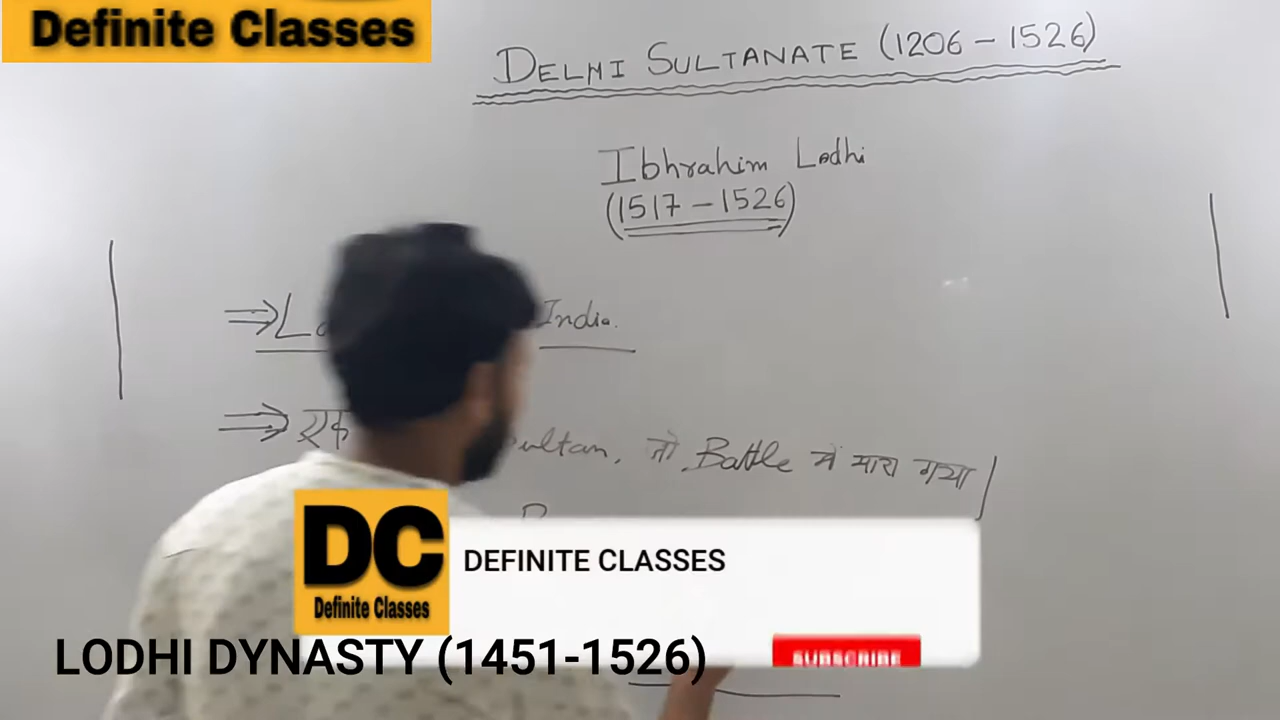 Definite Classes
DELHI SULTANATE (1206 - 1526)
Ibhrahim Lodhi
(1517 - 1526)
⇒ India.
⇒ एक ultan, जो Battle में मारा गया |
DC
Definite Classes
DEFINITE CLASSES
LODHI DYNASTY (1451-1526)
SUBSCRIBE